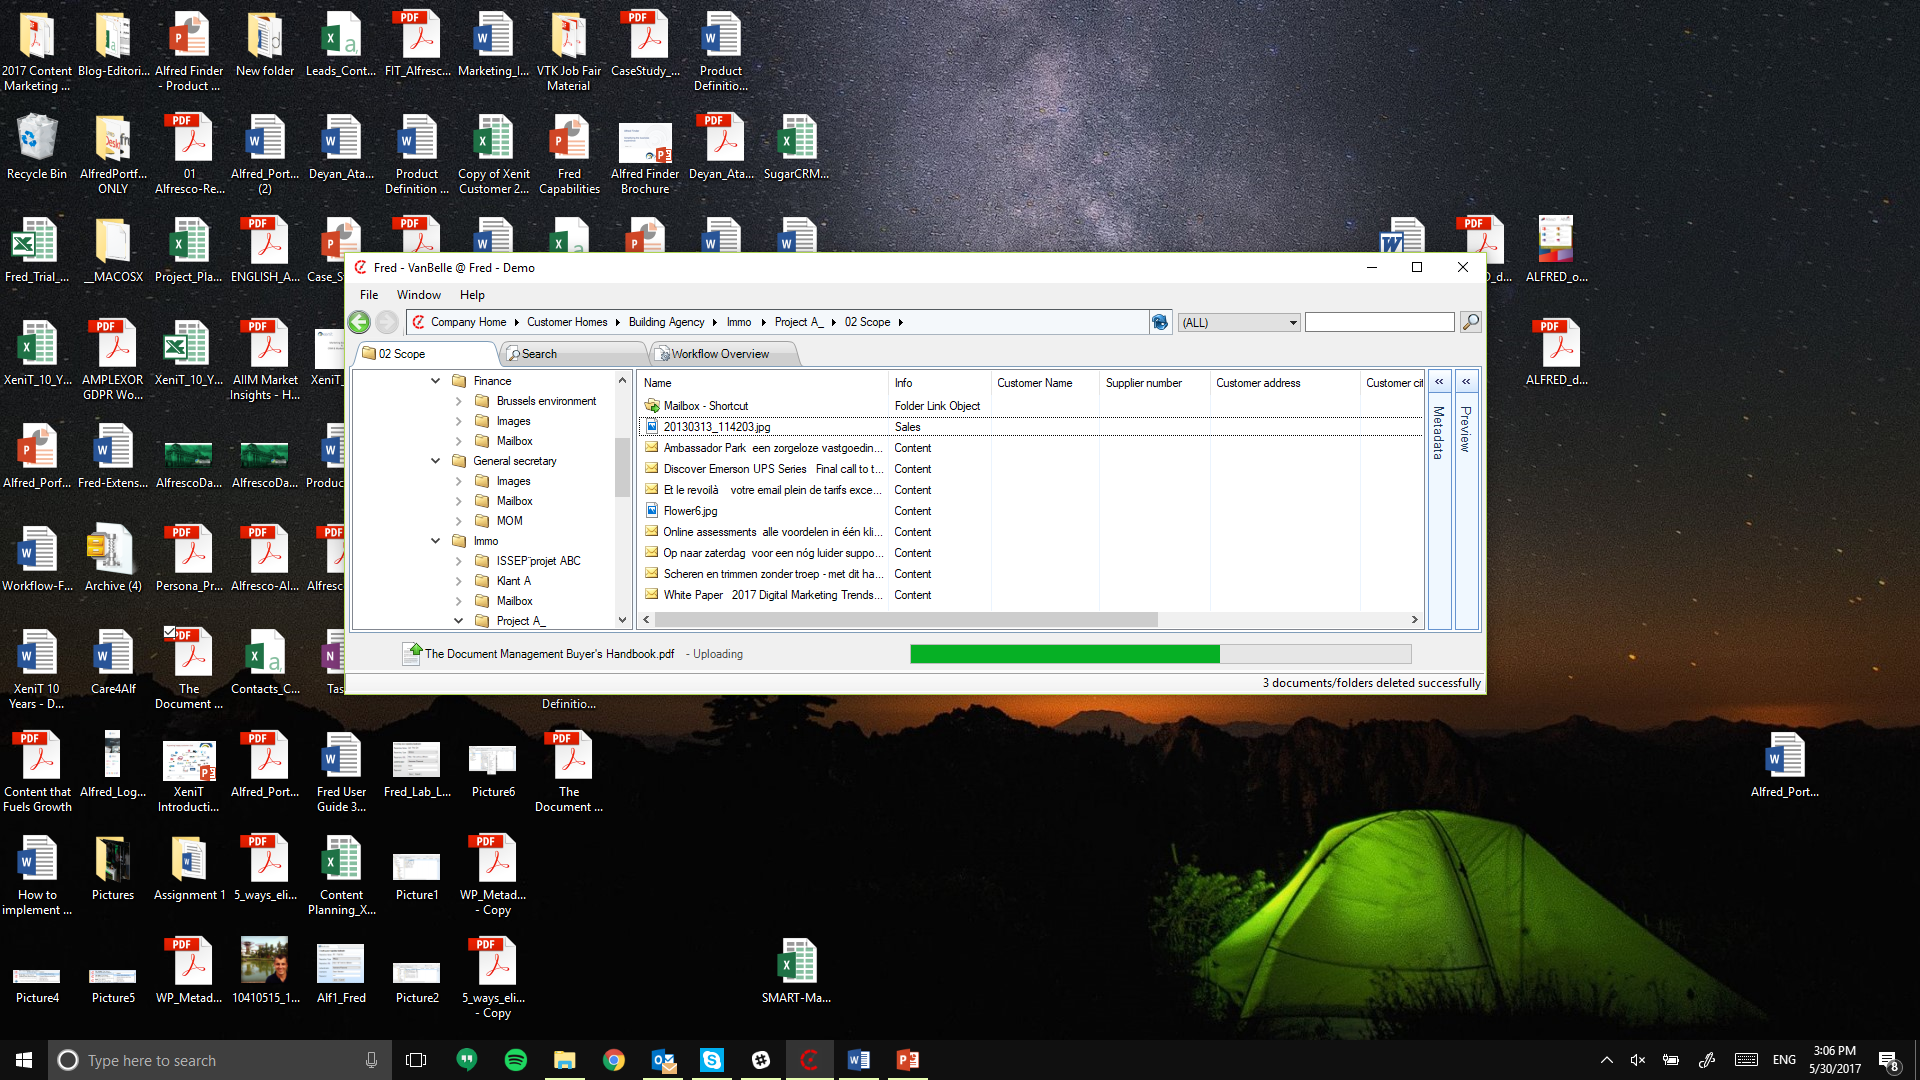 2017 Content
Marketing ...
Blog-Editori...
Alfred Finder
- Product ...
New folder
Leads_Cont...
FIT_Alfresc...
Marketing_I...
VTK Job Fair
Material
CaseStudy_...
Product
Definitio...
Recycle Bin
AlfredPortf...
ONLY
01
Alfresco-Re...
Alfred_Port...
(2)
Deyan_Ata...
Product
Definition ...
Copy of Xenit
Customer 2...
Fred
Capabilities
Alfred Finder
Brochure
Deyan_Ata...
SugarCRM...
Fred_Trial_...
__MACOSX
Project_Pla...
ENGLISH_A...
Case_S
D_d...
ALFRED_o...
Fred - VanBelle @ Fred - Demo
File Window Help
Company Home Customer Homes Building Agency Immo Project A_ 02 Scope
(ALL)
02 Scope Search Workflow Overview
Finance
Brussels environment
Images
Mailbox
General secretary
Images
Mailbox
MOM
Immo
ISSEP¨projet ABC
Klant A
Mailbox
Project A_
Name Info Customer Name Supplier number Customer address Customer cit
Mailbox - Shortcut Folder Link Object
20130313_114203.jpg Sales
Ambassador Park een zorgeloze vastgoedin... Content
Discover Emerson UPS Series Final call to t... Content
Et le revoilà votre email plein de tarifs exce... Content
Flower6.jpg Content
Online assessments alle voordelen in één kli... Content
Op naar zaterdag voor een nóg luider suppo... Content
Scheren en trimmen zonder troep - met dit ha... Content
White Paper 2017 Digital Marketing Trends... Content
Metadata
Preview
The Document Management Buyer's Handbook.pdf - Uploading
3 documents/folders deleted successfully
XeniT_10_Y...
AMPLEXOR
GDPR Wo...
XeniT_10_Y...
AIIM Market
Insights - H...
XeniT_
ALFRED_d...
Alfred_Porf...
Fred-Extens...
AlfrescoDa...
AlfrescoDa...
Produc
Workflow-F...
Archive (4)
Persona_Pr...
Alfresco-Al...
Alfresc
XeniT 10
Years - D...
Care4Alf
The
Document ...
Contacts_C...
Tas
Definitio...
Content that
Fuels Growth
Alfred_Log...
XeniT
Introducti...
Alfred_Port...
Fred User
Guide 3...
Fred_Lab_L...
Picture6
The
Document ...
Alfred_Port...
How to
implement ...
Pictures
Assignment 1
5_ways_eli...
Content
Planning_X...
Picture1
WP_Metad...
- Copy
Picture4
Picture5
WP_Metad...
10410515_1...
Alf1_Fred
Picture2
5_ways_eli...
- Copy
SMART-Ma...
Type here to search
ENG
3:06 PM
5/30/2017
8